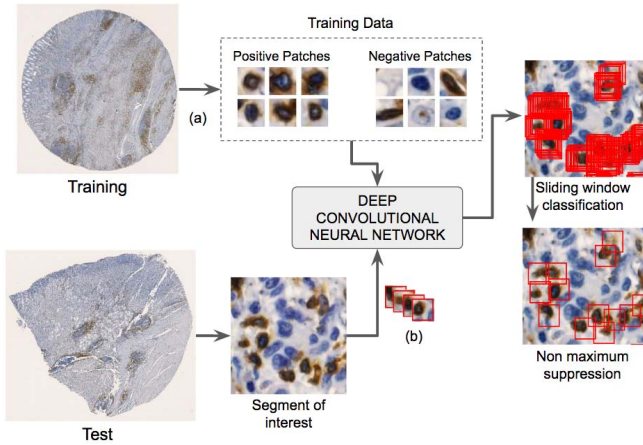 Training Data
Positive Patches
Negative Patches
(a)
Training
DEEP
CONVOLUTIONAL
NEURAL NETWORK
Sliding window
classification
(b)
Segment of
interest
Test
Non maximum
suppression